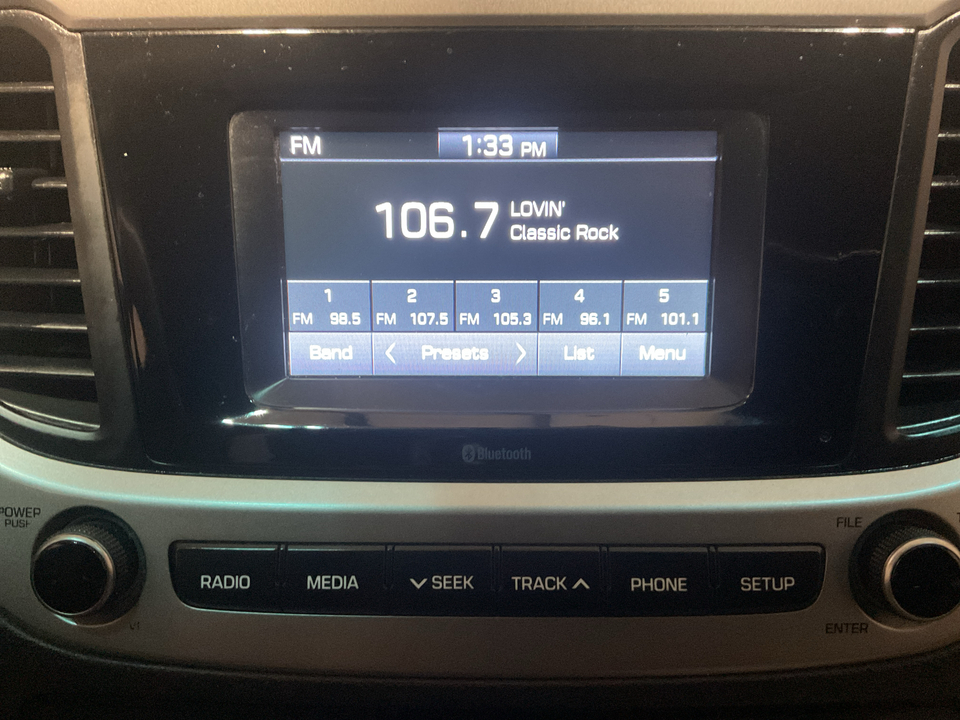 FM 1:33 PM
106.7 LOVIN'
Classic Rock
1 2 3 4 5
FM 98.5 FM 107.5 FM 105.3 FM 96.1 FM 101.1
Band < Presets > List Menu
Bluetooth
POWER
PUSH
FILE
RADIO MEDIA SEEK TRACK PHONE SETUP
ENTER